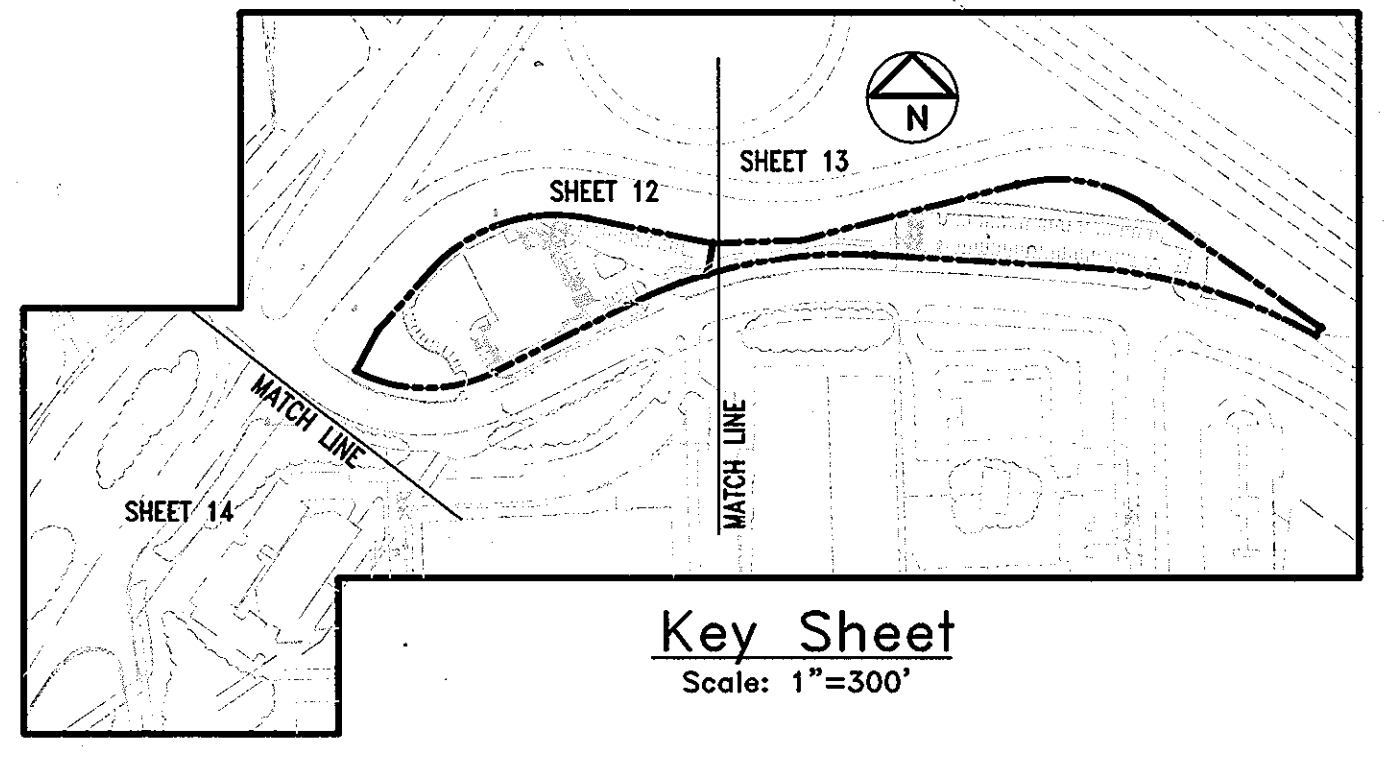 N
SHEET 13
SHEET 12
MATCH LINE
MATCH LINE
SHEET 14
Key Sheet
Scale: 1"=300'